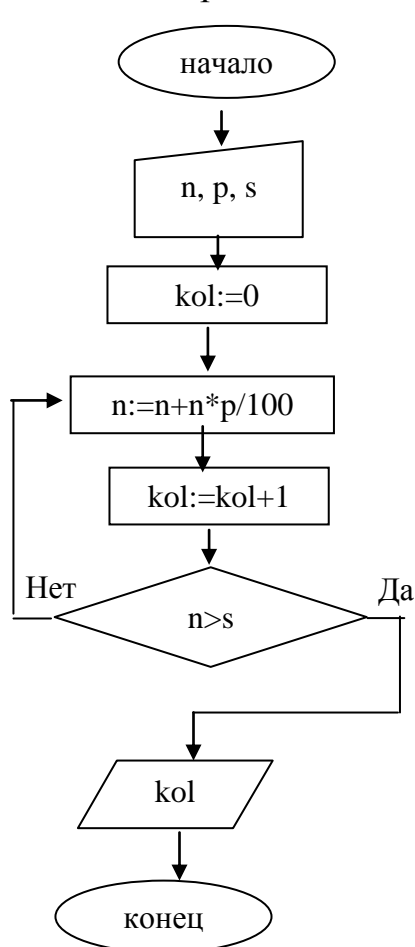 начало
n, p, s
kol:=0
n:=n+n*p/100
kol:=kol+1
Нет
Да
n>s
kol
конец